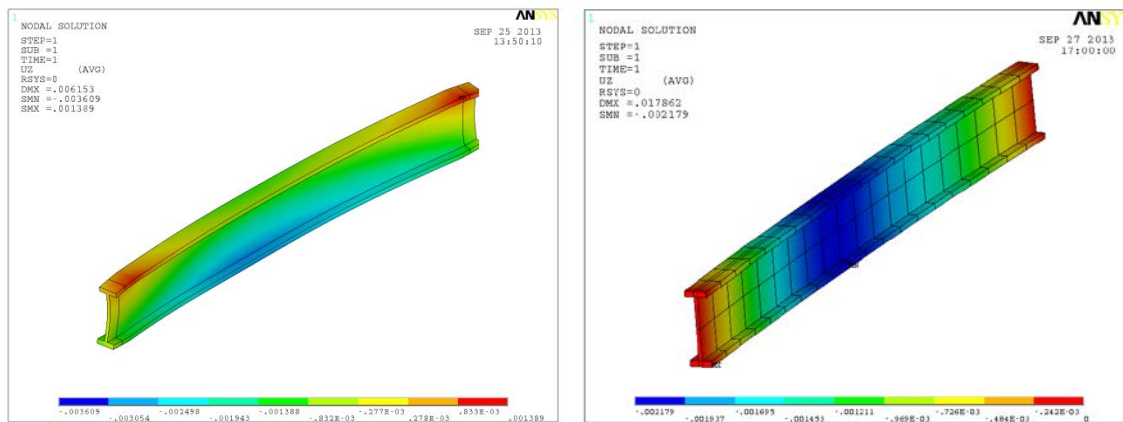 1
ANSYS
NODAL SOLUTION
SEP 25 2013
13:50:10
STEP=1
SUB =1
TIME=1
UZ (AVG)
RSYS=0
DMX =.006153
SMN =-.003609
SMX =.001389
-.003609 -.003054 -.002498 -.001943 -.001388 -.832E-03 -.277E-03 .278E-03 .833E-03 .001389
1
ANSYS
NODAL SOLUTION
SEP 27 2013
17:00:00
STEP=1
SUB =1
TIME=1
UZ (AVG)
RSYS=0
DMX =.017862
SMN =-.002179
-.002179 -.001937 -.001695 -.001453 -.001211 -.969E-03 -.726E-03 -.484E-03 -.242E-03 0